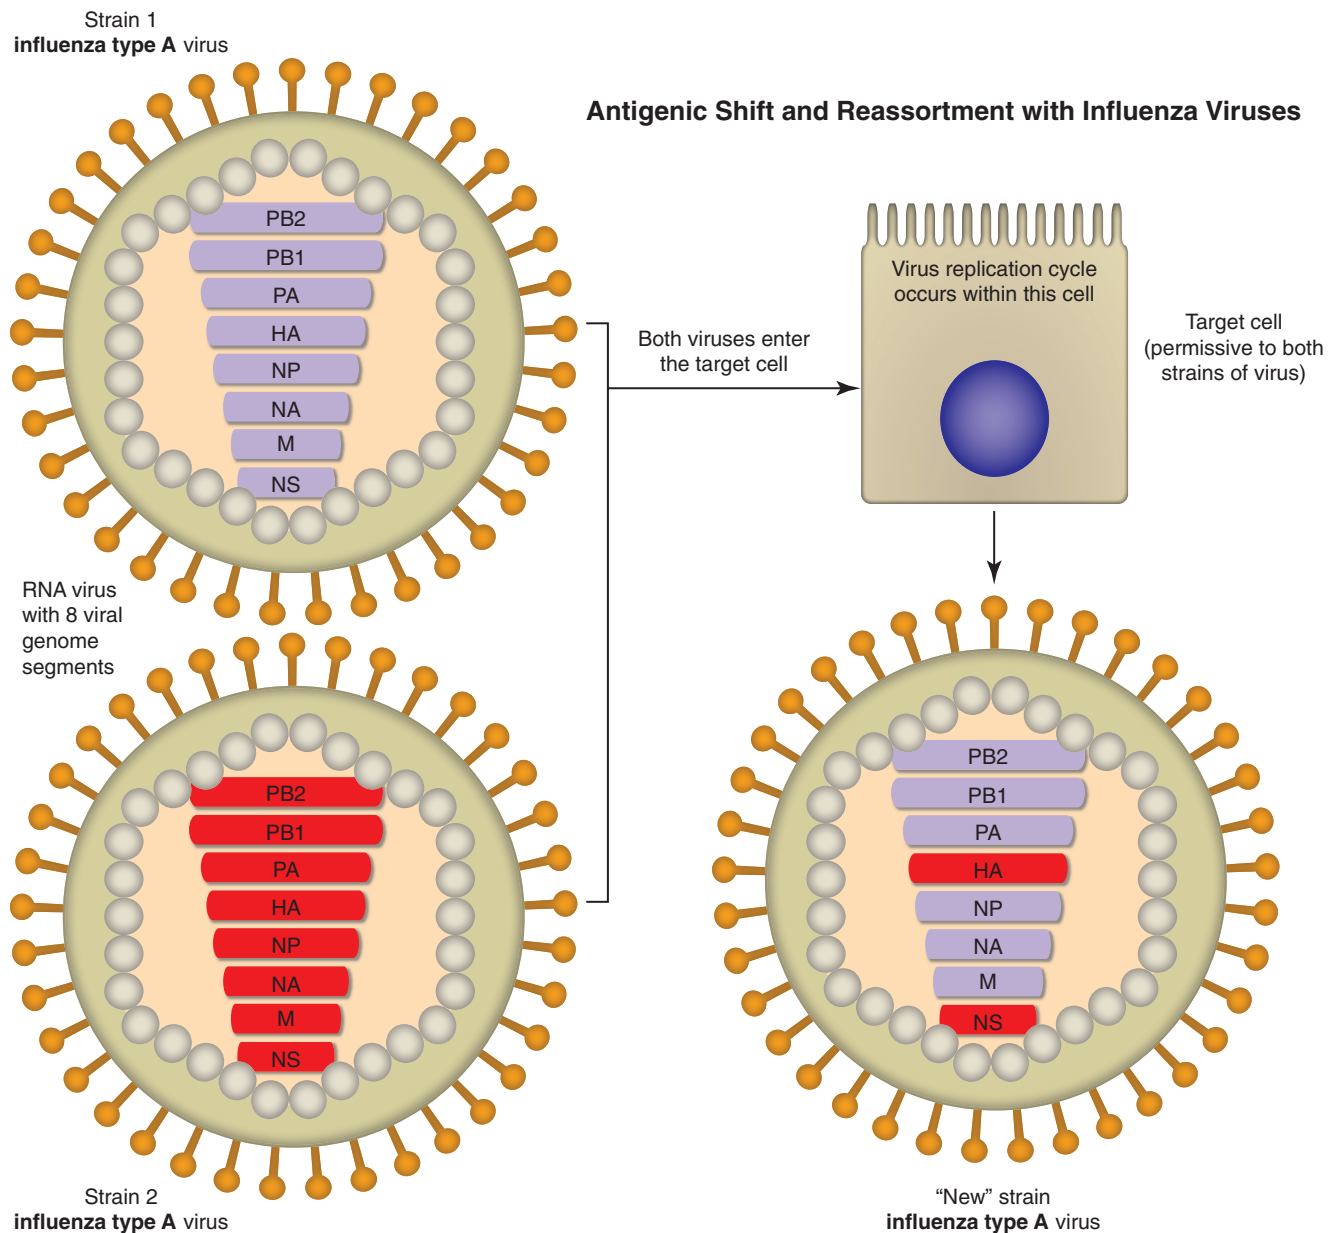 Strain 1
influenza type A virus
Antigenic Shift and Reassortment with Influenza Viruses
PB2
PB1
PA
HA
NP
NA
M
NS
Both viruses enter
the target cell
Virus replication cycle
occurs within this cell
Target cell
(permissive to both
strains of virus)
RNA virus
with 8 viral
genome
segments
PB2
PB1
PA
HA
NP
NA
M
NS
Strain 2
influenza type A virus
PB2
PB1
PA
HA
NP
NA
M
NS
“New” strain
influenza type A virus